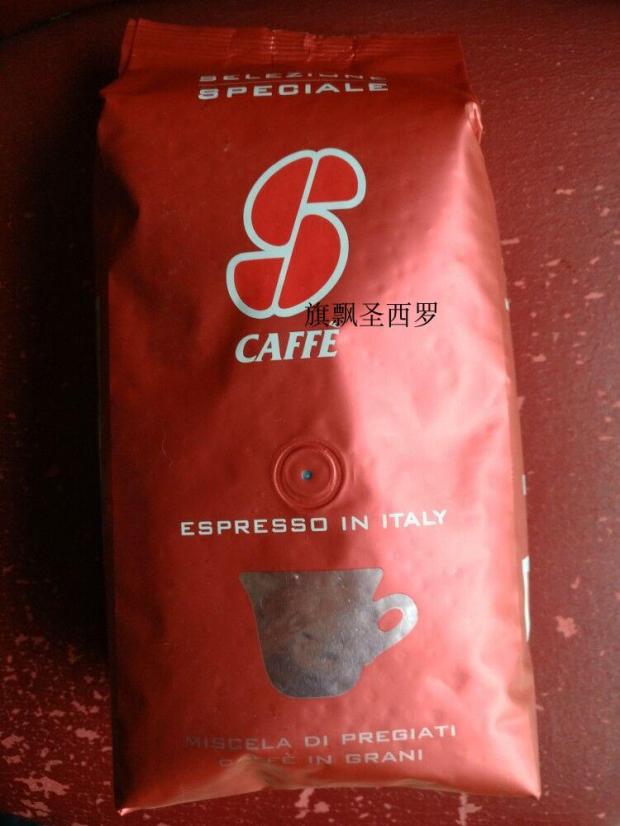 SELEZIONE
SPECIALE
旗飘圣西罗
CAFFÈ
ESPRESSO IN ITALY
MISCELA DI PREGIATI
CAFFÈ IN GRANI